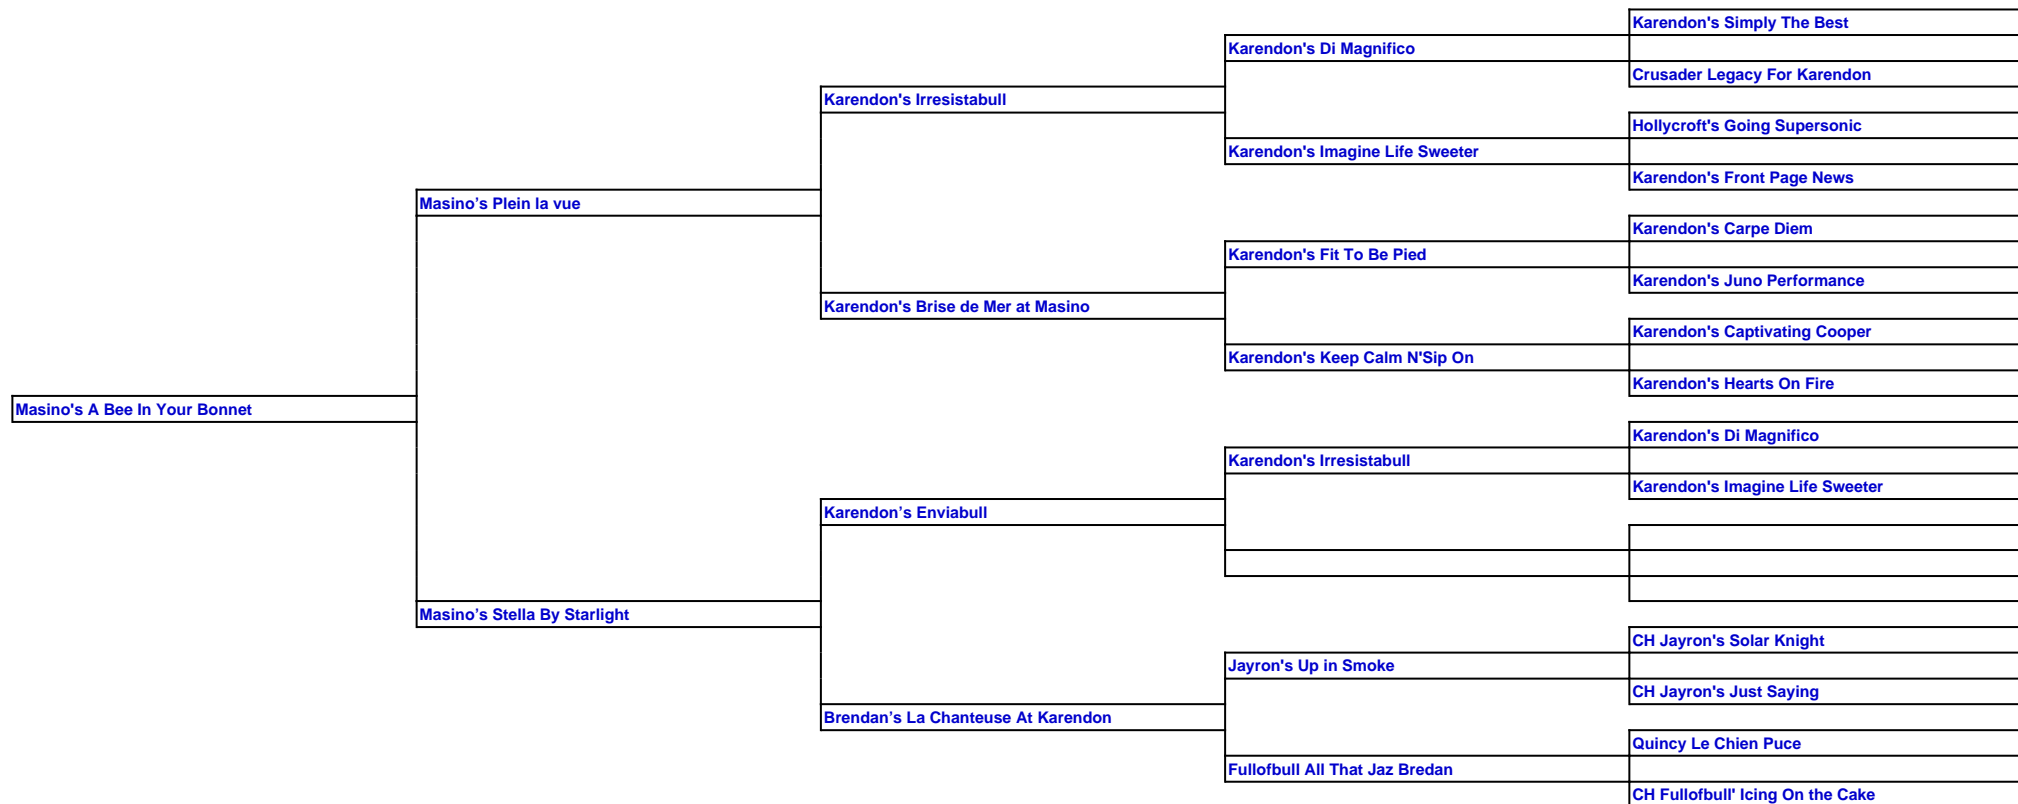 Karendon's Simply The Best
Karendon's Di Magnifico
Crusader Legacy For Karendon
Karendon's Irresistabull
Hollycroft's Going Supersonic
Karendon's Imagine Life Sweeter
Karendon's Front Page News
Masino’s Plein la vue
Karendon's Carpe Diem
Karendon's Fit To Be Pied
Karendon's Juno Performance
Karendon's Brise de Mer at Masino
Karendon's Captivating Cooper
Karendon's Keep Calm N'Sip On
Karendon's Hearts On Fire
Masino's A Bee In Your Bonnet
Karendon's Di Magnifico
Karendon's Irresistabull
Karendon's Imagine Life Sweeter
Karendon’s Enviabull
Masino’s Stella By Starlight
CH Jayron's Solar Knight
Jayron's Up in Smoke
CH Jayron's Just Saying
Brendan’s La Chanteuse At Karendon
Quincy Le Chien Puce
Fullofbull All That Jaz Bredan
CH Fullofbull' Icing On the Cake